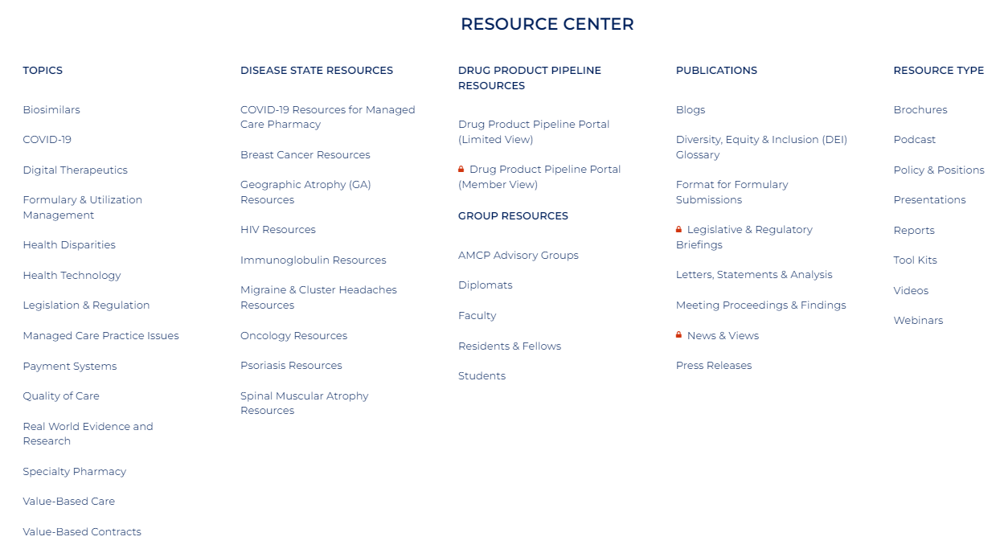 RESOURCE CENTER
TOPICS
Biosimilars
COVID-19
Digital Therapeutics
Formulary & Utilization
Management
Health Disparities
Health Technology
Legislation & Regulation
Managed Care Practice Issues
Payment Systems
Quality of Care
Real World Evidence and
Research
Specialty Pharmacy
Value-Based Care
Value-Based Contracts
DISEASE STATE RESOURCES
COVID-19 Resources for Managed
Care Pharmacy
Breast Cancer Resources
Geographic Atrophy (GA)
Resources
HIV Resources
Immunoglobulin Resources
Migraine & Cluster Headaches
Resources
Oncology Resources
Psoriasis Resources
Spinal Muscular Atrophy
Resources
DRUG PRODUCT PIPELINE
RESOURCES
Drug Product Pipeline Portal
(Limited View)
Drug Product Pipeline Portal
(Member View)
GROUP RESOURCES
AMCP Advisory Groups
Diplomats
Faculty
Residents & Fellows
Students
PUBLICATIONS
Blogs
Diversity, Equity & Inclusion (DEI)
Glossary
Format for Formulary
Submissions
Legislative & Regulatory
Briefings
Letters, Statements & Analysis
Meeting Proceedings & Findings
News & Views
Press Releases
RESOURCE TYPE
Brochures
Podcast
Policy & Positions
Presentations
Reports
Tool Kits
Videos
Webinars